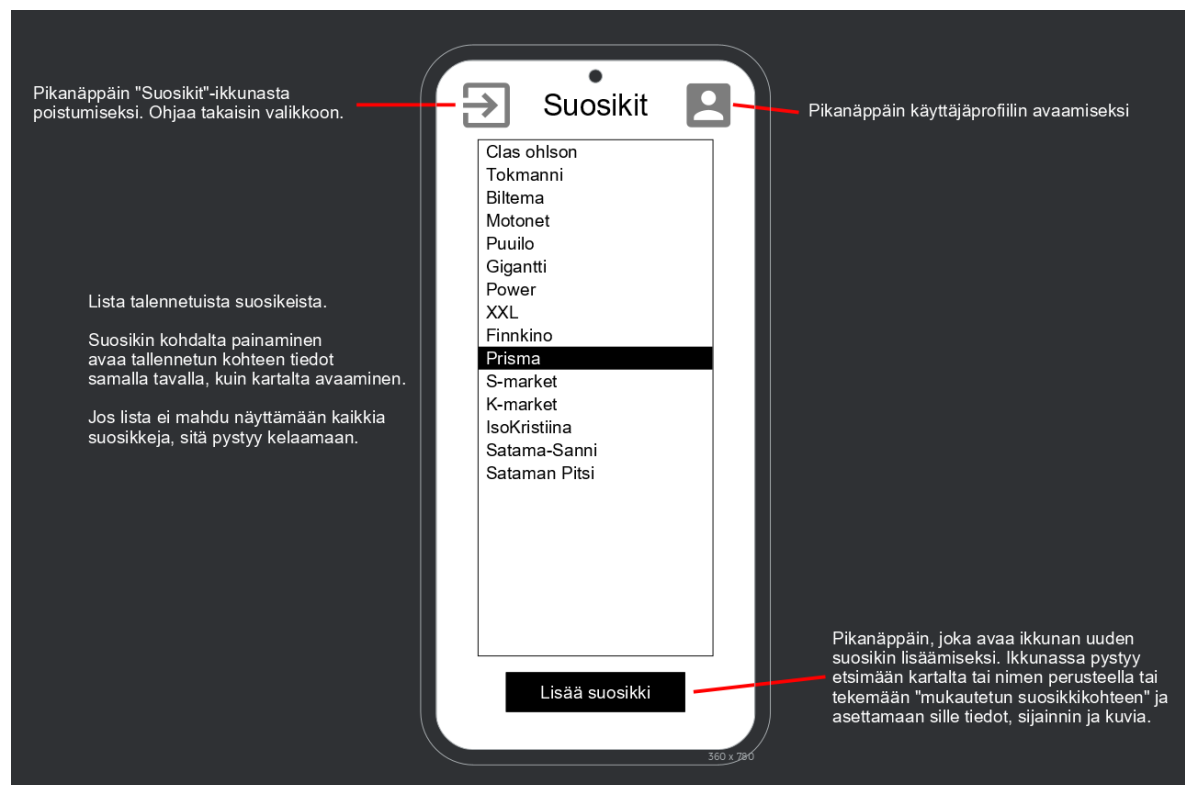 Pikanäppäin "Suosikit"-ikkunasta
poistumiseksi. Ohjaa takaisin valikkoon.
Suosikit
Pikanäppäin käyttäjäprofiilin avaamiseksi
Clas ohlson
Tokmanni
Biltema
Motonet
Puuilo
Gigantti
Power
XXL
Finnkino
Prisma
S-market
K-market
IsoKristiina
Satama-Sanni
Sataman Pitsi
Lista talennetuista suosikeista.
Suosikin kohdalta painaminen
avaa tallennetun kohteen tiedot
samalla tavalla, kuin kartalta avaaminen.
Jos lista ei mahdu näyttämään kaikkia
suosikkeja, sitä pystyy kelaamaan.
Lisää suosikki
Pikanäppäin, joka avaa ikkunan uuden
suosikin lisäämiseksi. Ikkunassa pystyy
etsimään kartalta tai nimen perusteella tai
tekemään "mukautetun suosikkikohteen" ja
asettamaan sille tiedot, sijainnin ja kuvia.
360 x 780